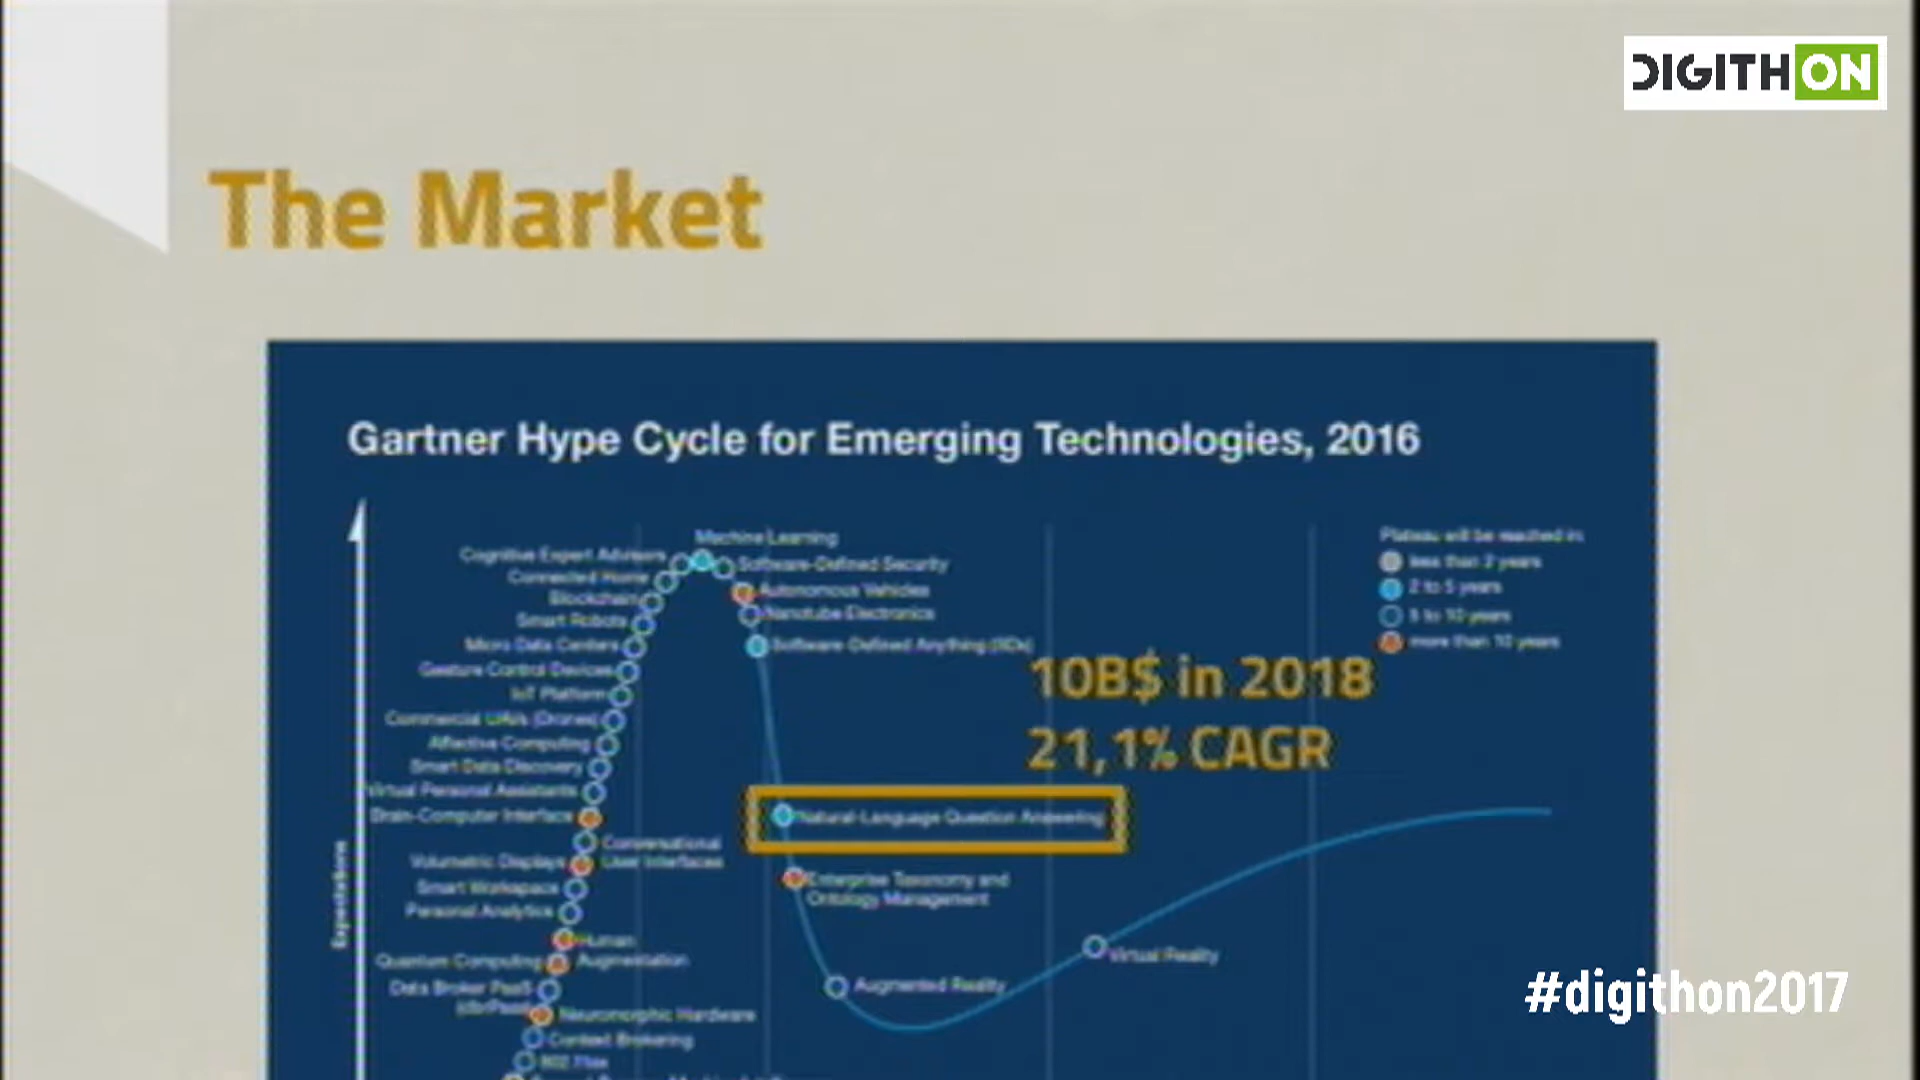 DIGITHON
The Market
Gartner Hype Cycle for Emerging Technologies, 2016
Machine Learning
Cognitive Expert Advisors
Software-Defined Security
Connected Home
Autonomous Vehicles
Blockchain
Nanotube Electronics
Smart Robots
Micro Data Centers
Software-Defined Anything (SDx)
Gesture Control Devices
IoT Platform
Commercial UAVs (Drones)
Affective Computing
Smart Data Discovery
Virtual Personal Assistants
Brain-Computer Interface
Conversational
User Interfaces
Volumetric Displays
Smart Workspace
Personal Analytics
Human
Augmentation
Quantum Computing
Data Broker PaaS
(dbrPaaS)
Neuromorphic Hardware
Context Brokering
802.11ax
Natural-Language Question Answering
Enterprise Taxonomy and
Ontology Management
Augmented Reality
Virtual Reality
Plateau will be reached in:
less than 2 years
2 to 5 years
5 to 10 years
more than 10 years
10B$ in 2018
21,1% CAGR
Expectations
#digithon2017